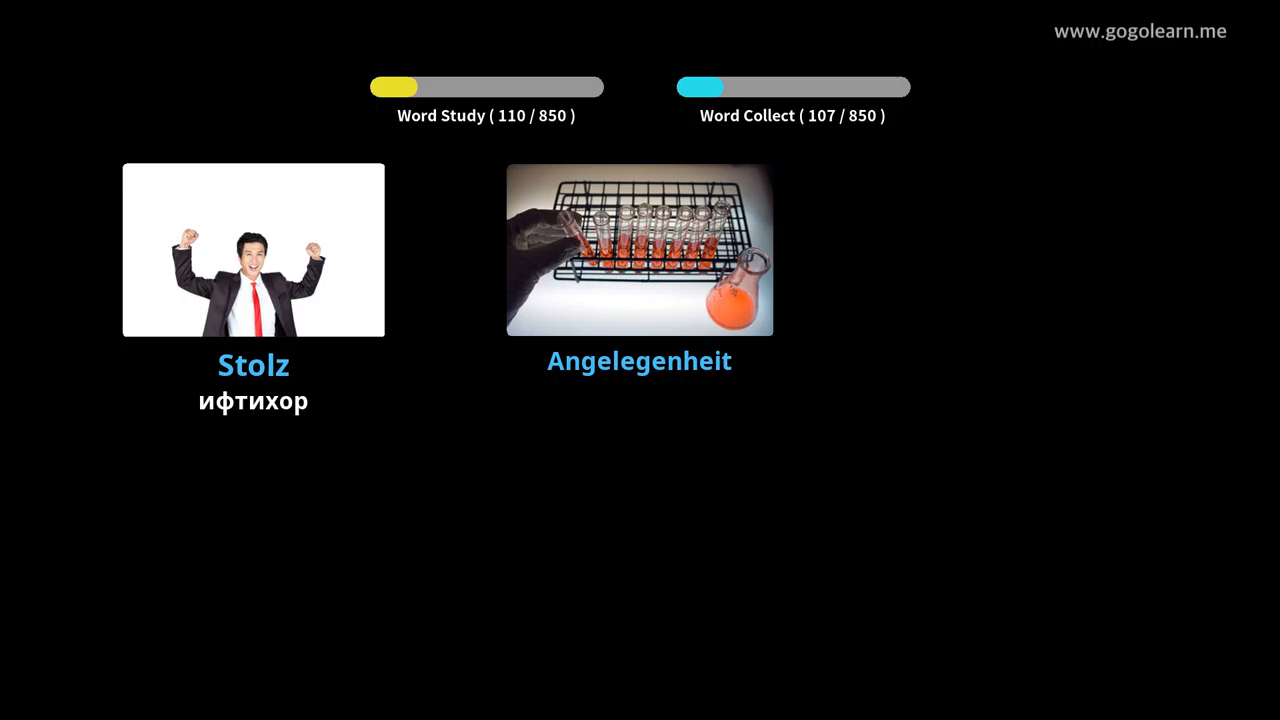 www.gogolearn.me
Word Study ( 110 / 850 )
Word Collect ( 107 / 850 )
Stolz
ифтихор
Angelegenheit